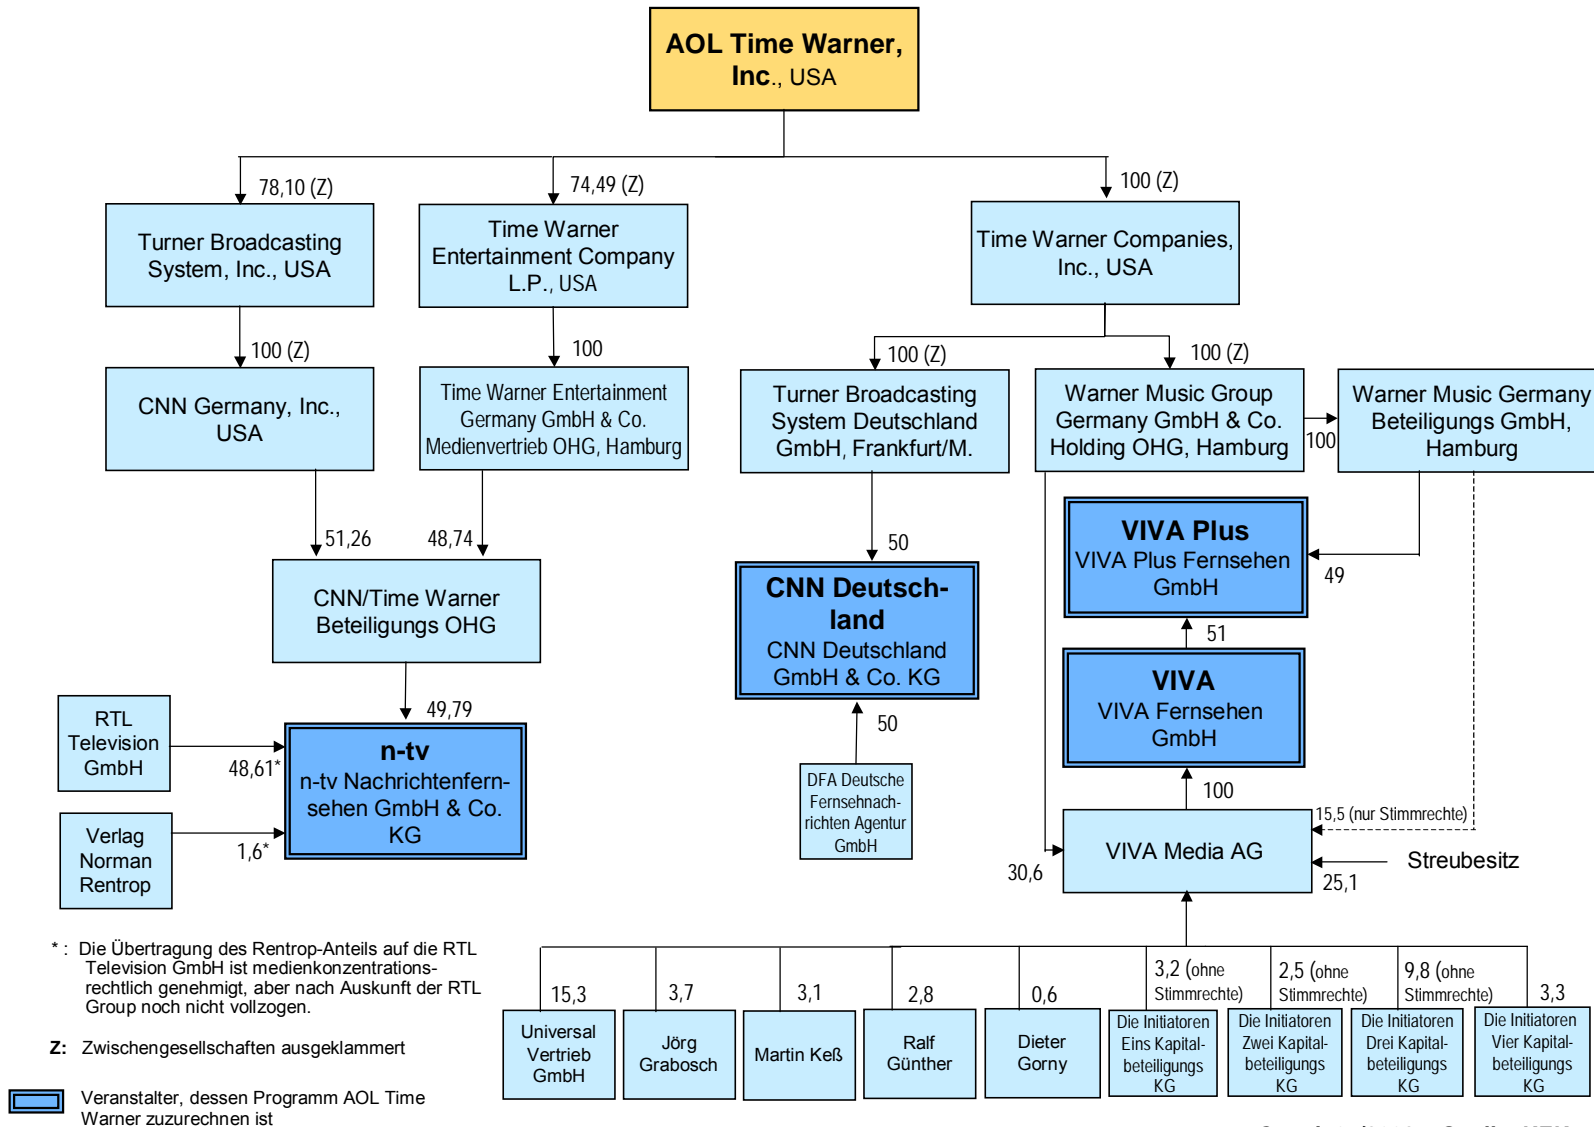 AOL Time Warner,
Inc., USA
78,10 (Z)
74,49 (Z)
100 (Z)
Turner Broadcasting
System, Inc., USA
Time Warner
Entertainment Company
L.P., USA
Time Warner Companies,
Inc., USA
100 (Z)
100
100 (Z)
100 (Z)
CNN Germany, Inc.,
USA
Time Warner Entertainment
Germany GmbH & Co.
Medienvertrieb OHG, Hamburg
Turner Broadcasting
System Deutschland
GmbH, Frankfurt/M.
Warner Music Group
Germany GmbH & Co.
Holding OHG, Hamburg
100
Warner Music Germany
Beteiligungs GmbH,
Hamburg
51,26
48,74
50
CNN/Time Warner
Beteiligungs OHG
CNN Deutsch-
land
CNN Deutschland
GmbH & Co. KG
VIVA Plus
VIVA Plus Fernsehen
GmbH
49
51
VIVA
VIVA Fernsehen
GmbH
49,79
50
100
RTL
Television
GmbH
48,61*
n-tv
n-tv Nachrichtenfern-
sehen GmbH & Co.
KG
Verlag
Norman
Rentrop
1,6*
DFA Deutsche
Fernsehnach-
richten Agentur
GmbH
15,5 (nur Stimmrechte)
VIVA Media AG
30,6
Streubesitz
25,1
* : Die Übertragung des Rentrop-Anteils auf die RTL
Television GmbH ist medienkonzentrations-
rechtlich genehmigt, aber nach Auskunft der RTL
Group noch nicht vollzogen.
Z: Zwischengesellschaften ausgeklammert
Veranstalter, dessen Programm AOL Time
Warner zuzurechnen ist
15,3
3,7
3,1
2,8
0,6
3,2 (ohne
Stimmrechte)
2,5 (ohne
Stimmrechte)
9,8 (ohne
Stimmrechte)
3,3
Universal
Vertrieb
GmbH
Jörg
Grabosch
Martin Keß
Ralf
Günther
Dieter
Gorny
Die Initiatoren
Eins Kapital-
beteiligungs
KG
Die Initiatoren
Zwei Kapital-
beteiligungs
KG
Die Initiatoren
Drei Kapital-
beteiligungs
KG
Die Initiatoren
Vier Kapital-
beteiligungs
KG